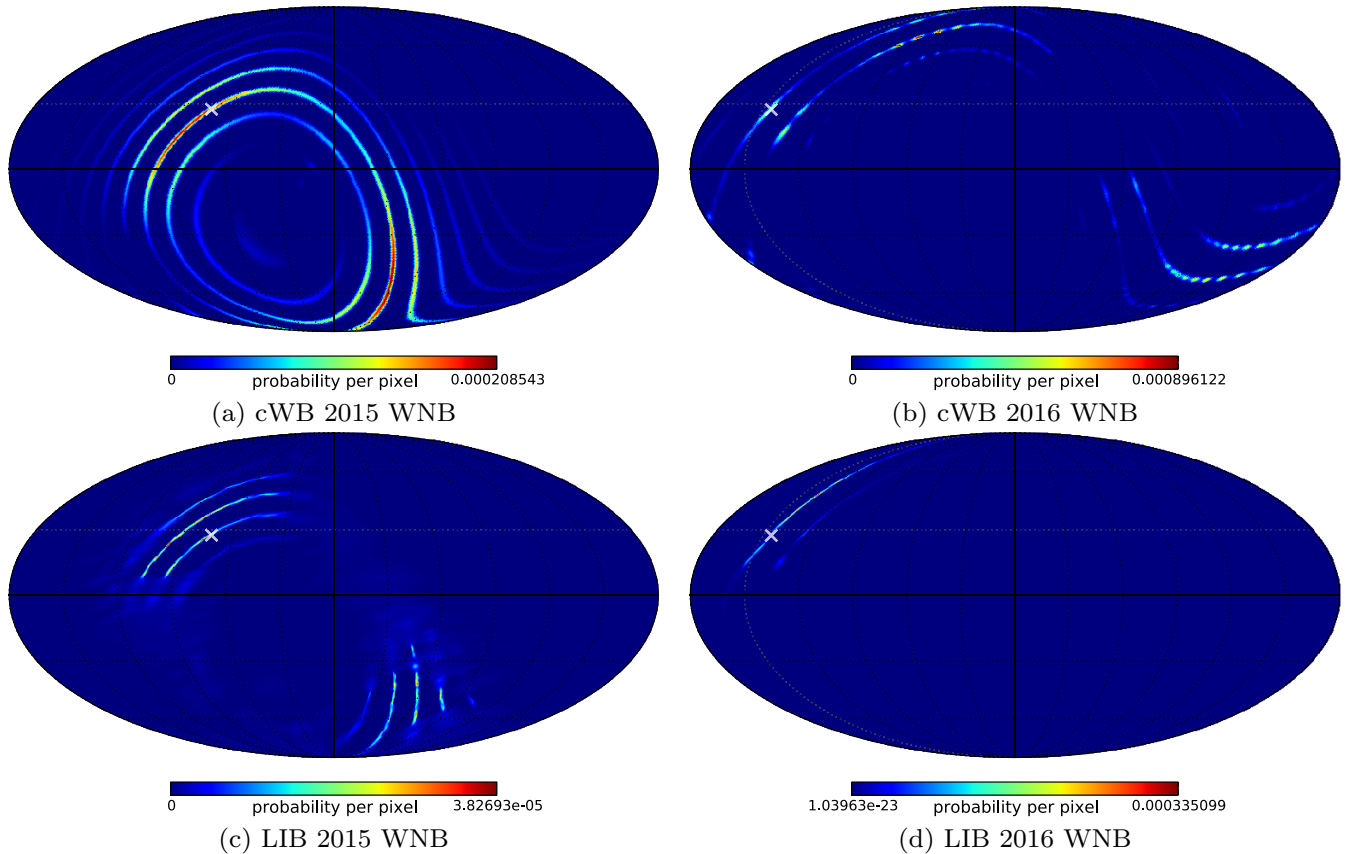 0 0.000208543
probability per pixel
(a) cWB 2015 WNB
0 0.000896122
probability per pixel
(b) cWB 2016 WNB
0 3.82693e-05
probability per pixel
(c) LIB 2015 WNB
1.03963e-23 0.000335099
probability per pixel
(d) LIB 2016 WNB